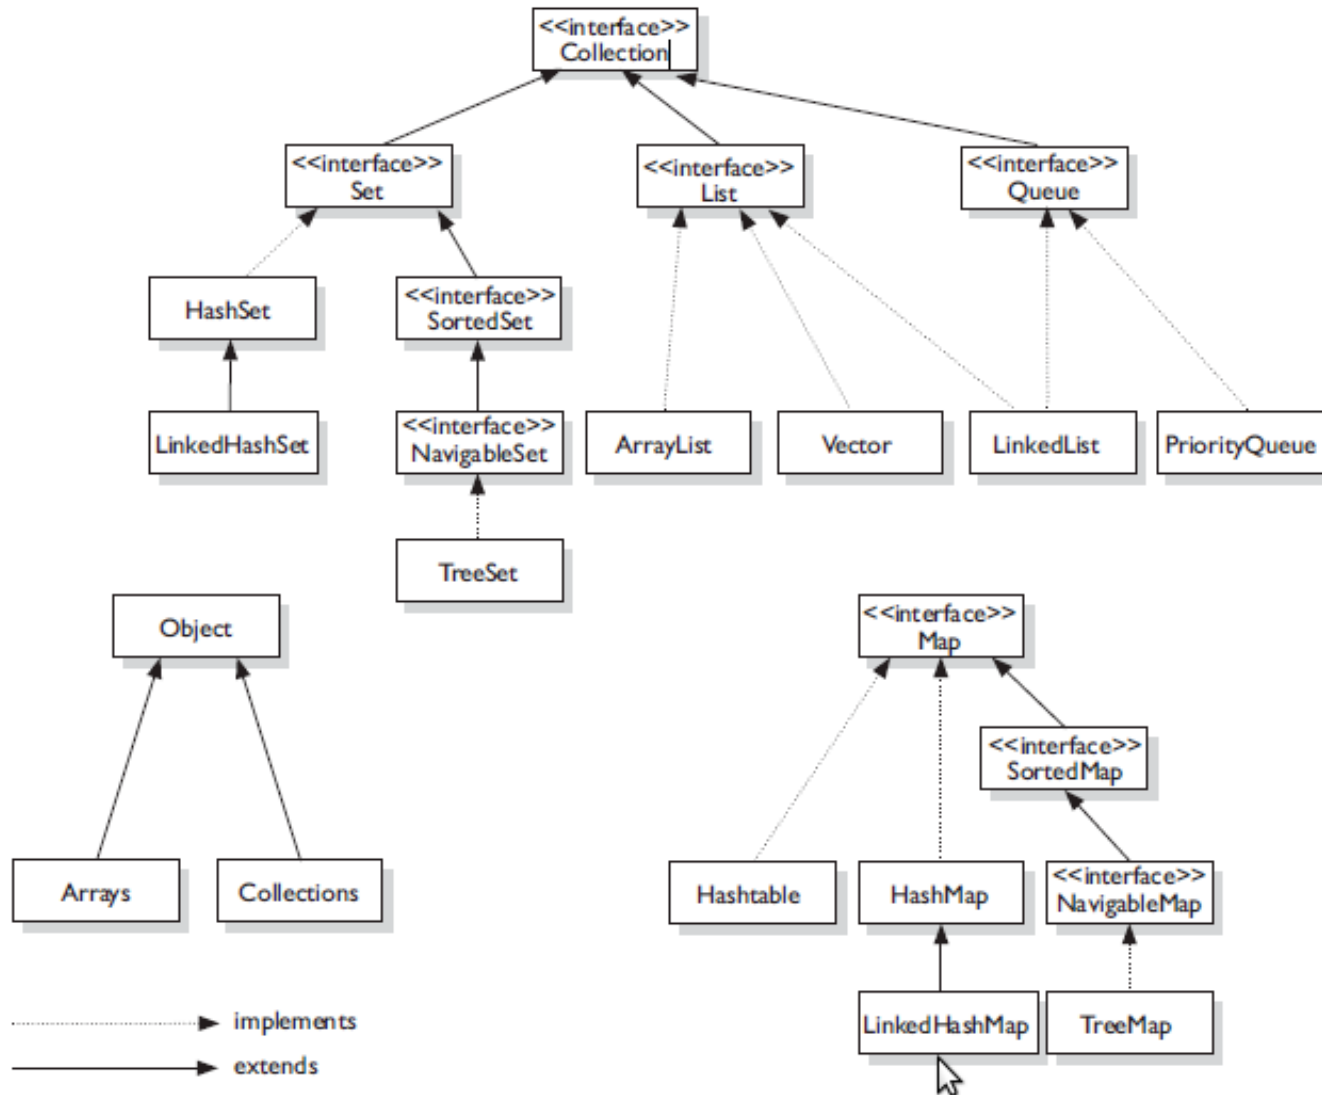 <<interface>>
Collection
<<interface>>
Set
<<interface>>
List
<<interface>>
Queue
HashSet
<<interface>>
SortedSet
LinkedHashSet
<<interface>>
NavigableSet
ArrayList
Vector
LinkedList
PriorityQueue
TreeSet
Object
<<interface>>
Map
<<interface>>
SortedMap
Arrays
Collections
Hashtable
HashMap
<<interface>>
NavigableMap
LinkedHashMap
TreeMap
implements
extends